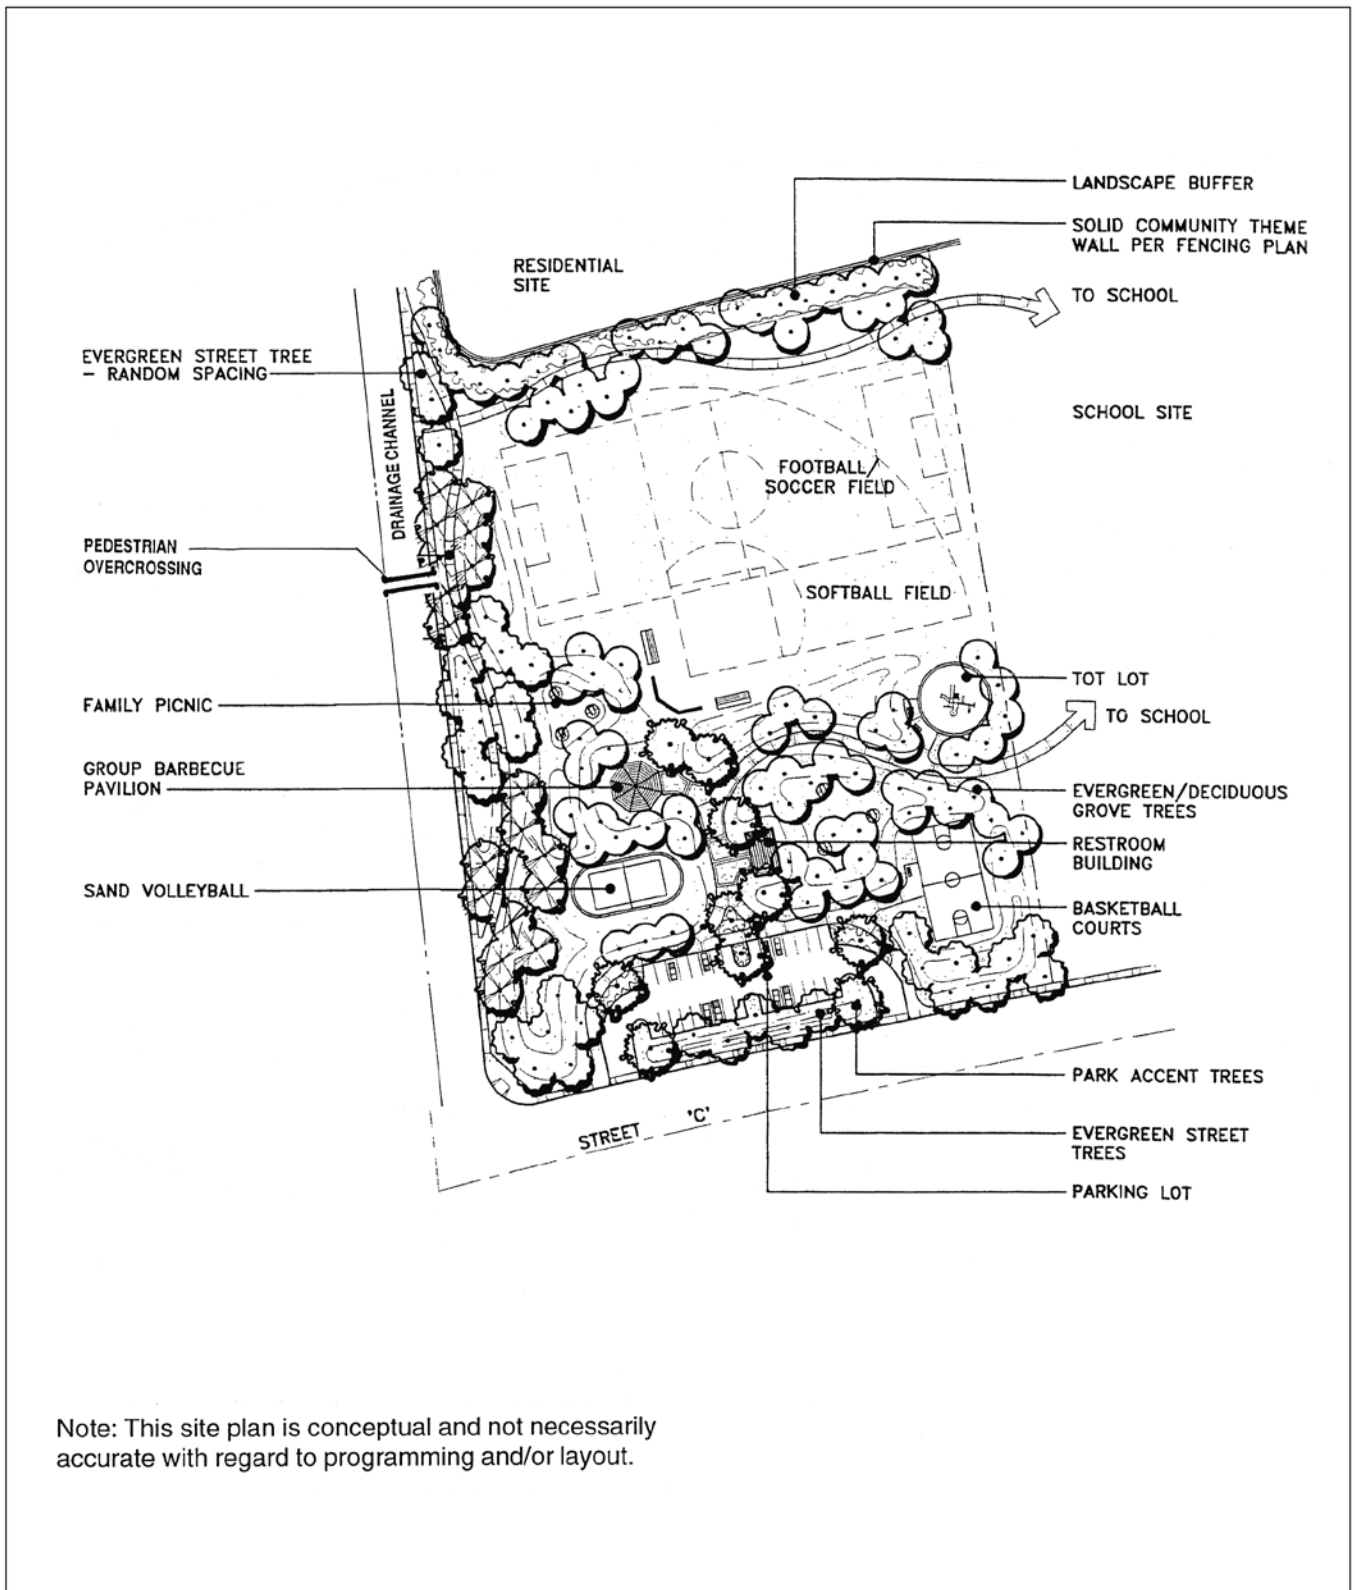 LANDSCAPE BUFFER
SOLID COMMUNITY THEME
WALL PER FENCING PLAN
RESIDENTIAL
SITE
TO SCHOOL
EVERGREEN STREET TREE
– RANDOM SPACING
DRAINAGE CHANNEL
SCHOOL SITE
FOOTBALL/
SOCCER FIELD
PEDESTRIAN
OVERCROSSING
SOFTBALL FIELD
TOT LOT
FAMILY PICNIC
TO SCHOOL
GROUP BARBECUE
PAVILION
EVERGREEN/DECIDUOUS
GROVE TREES
RESTROOM
BUILDING
SAND VOLLEYBALL
BASKETBALL
COURTS
PARK ACCENT TREES
STREET 'C'
EVERGREEN STREET
TREES
PARKING LOT
Note: This site plan is conceptual and not necessarily
accurate with regard to programming and/or layout.